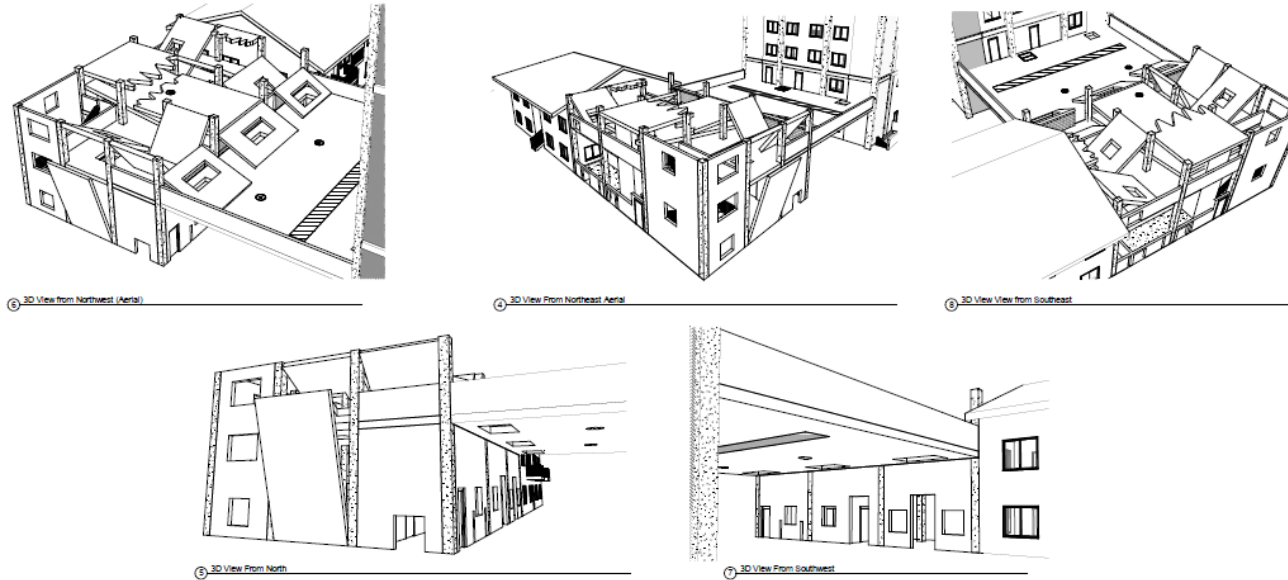 6 3D View from Northwest (Aerial)
4 3D View From Northeast Aerial
8 3D View View from Southeast
5 3D View From North
7 3D View From Southwest